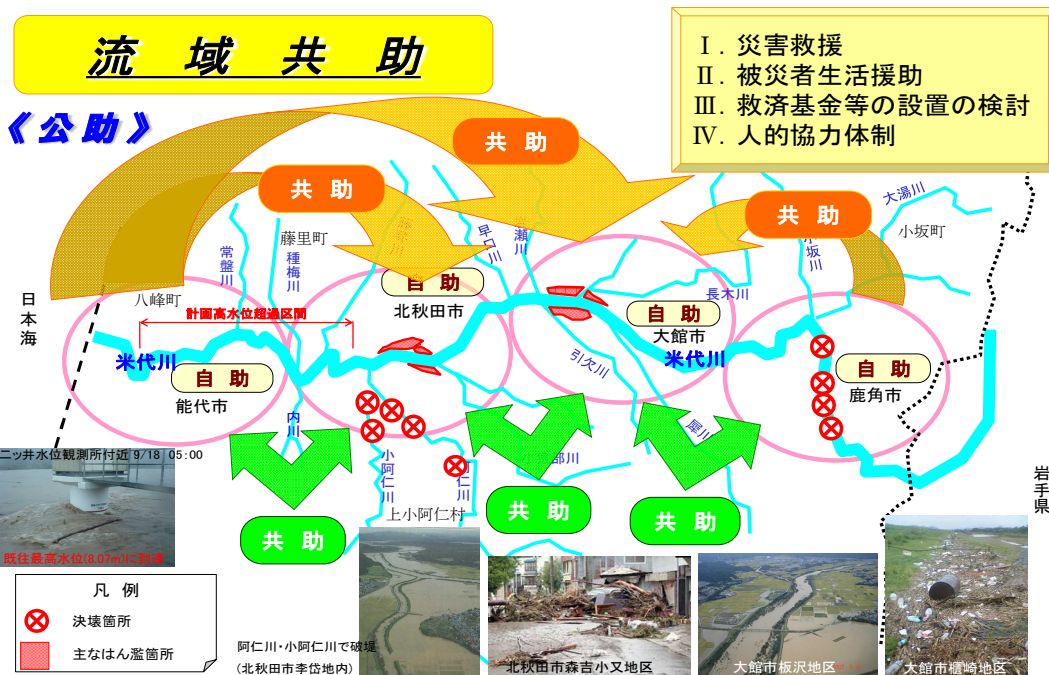 流域共助
《公助》
Ⅰ．災害救援
Ⅱ．被災者生活援助
Ⅲ．救済基金等の設置の検討
Ⅳ．人的協力体制
共助
共助
共助
大湯川
小坂町
小坂川
藤里町
常盤川
種梅川
早口川
長木川
日本海
八峰町
計画高水位超過区間
自助
北秋田市
自助
大館市
米代川
米代川
自助
能代市
自助
鹿角市
引欠川
犀川
内川
小阿仁川
上小阿仁村
岩手県
共助
共助
共助
二ッ井水位観測所付近 9/18 05:00
既往最高水位(8.07m)に到達
凡例
決壊箇所
主なはん濫箇所
阿仁川・小阿仁川で破堤
(北秋田市李岱地内)
北秋田市森吉小又地区
大館市板沢地区
大館市櫃崎地区